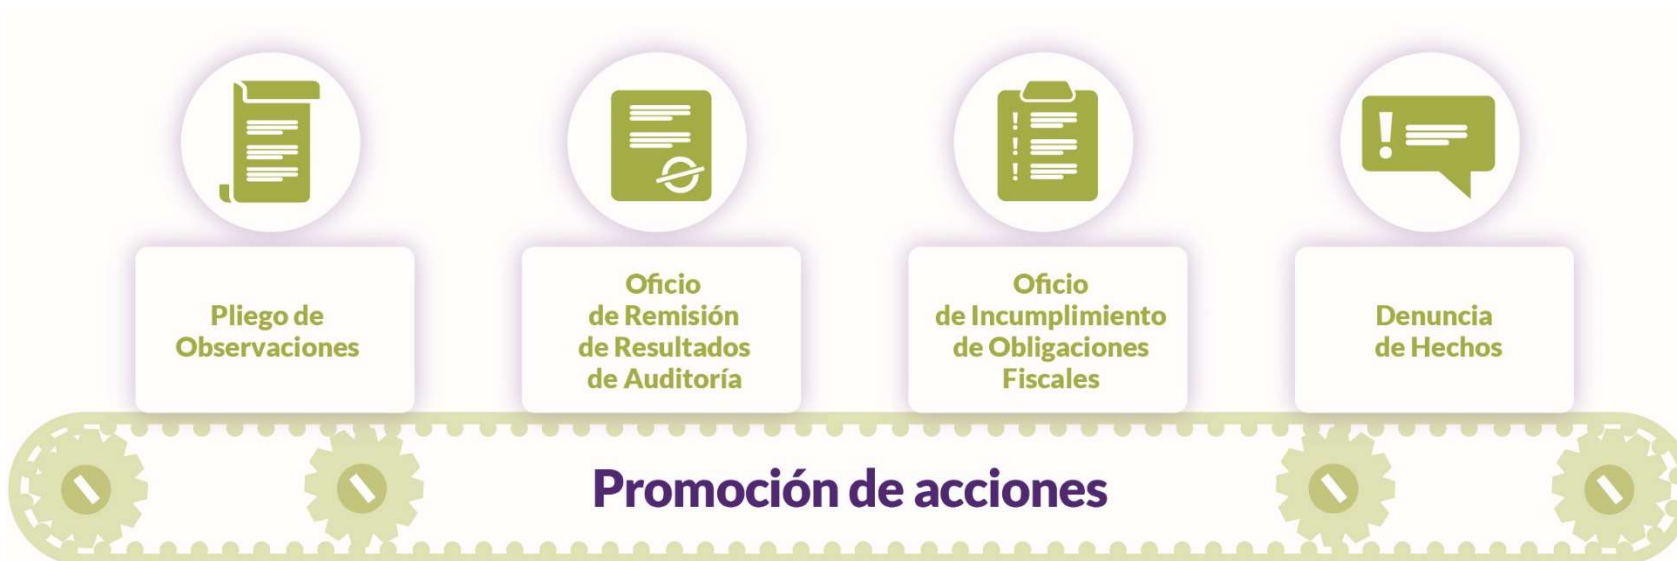 Pliego de
Observaciones
Oficio
de Remisión
de Resultados
de Auditoría
Oficio
de Incumplimiento
de Obligaciones
Fiscales
Denuncia
de Hechos
Promoción de acciones